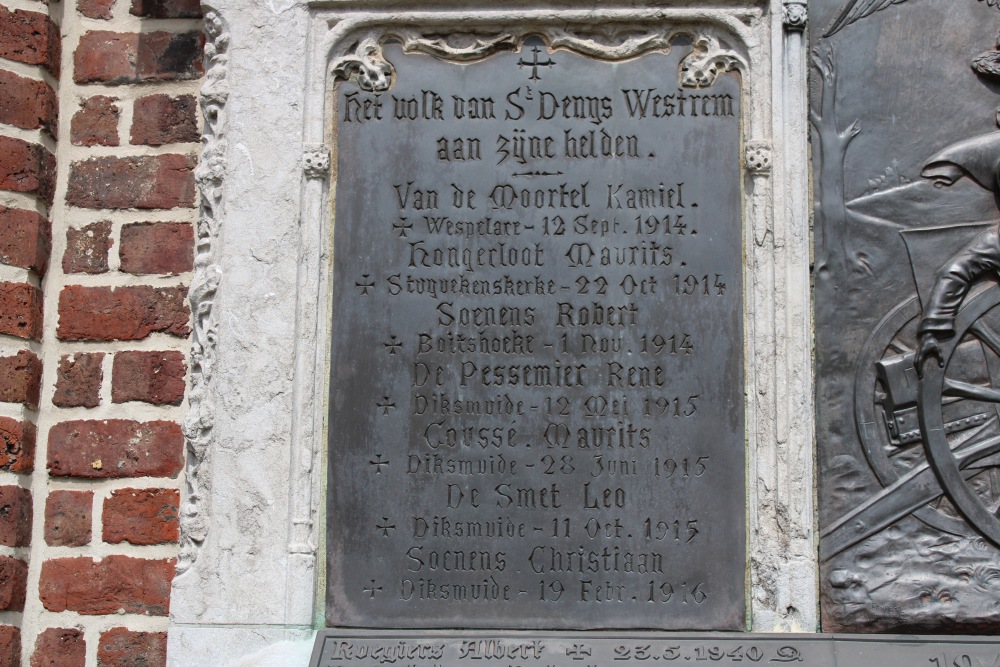 Het volk van St Denys Westrem
aan zijne helden.
Van de Moortel Kamiel.
Wespelare - 12 Sept. 1914.
Hongerloot Maurits.
Stuyvekenskerke - 22 Oct 1914
Soenens Robert
Boitshoeke - 1 Nov. 1914
De Pessemier Rene
Diksmuide - 12 Mei 1915
Coussé. Maurits
Diksmuide - 28 Juni 1915
De Smet Leo
Diksmuide - 11 Oct. 1915
Soenens Christiaan
Diksmuide - 19 Febr. 1916
Roegiers Albert 23.5.1940